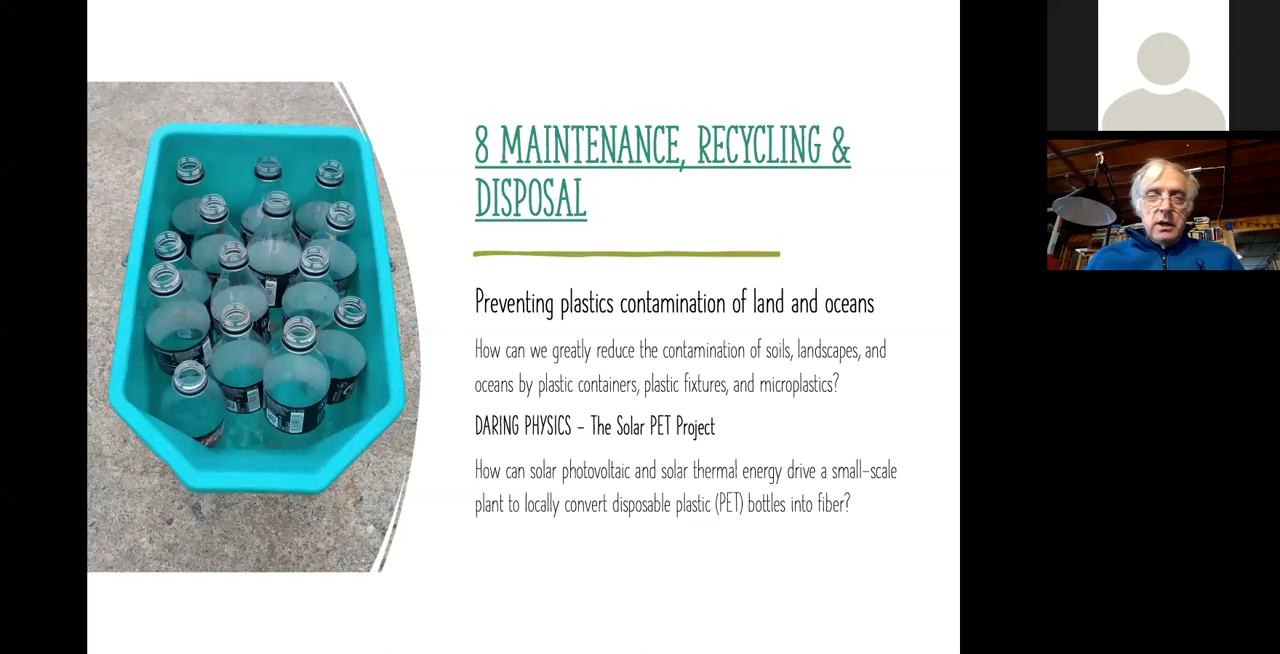 8 MAINTENANCE, RECYCLING &
DISPOSAL
Preventing plastics contamination of land and oceans
How can we greatly reduce the contamination of soils, landscapes, and
oceans by plastic containers, plastic fixtures, and microplastics?
DARING PHYSICS – The Solar PET Project
How can solar photovoltaic and solar thermal energy drive a small-scale
plant to locally convert disposable plastic (PET) bottles into fiber?